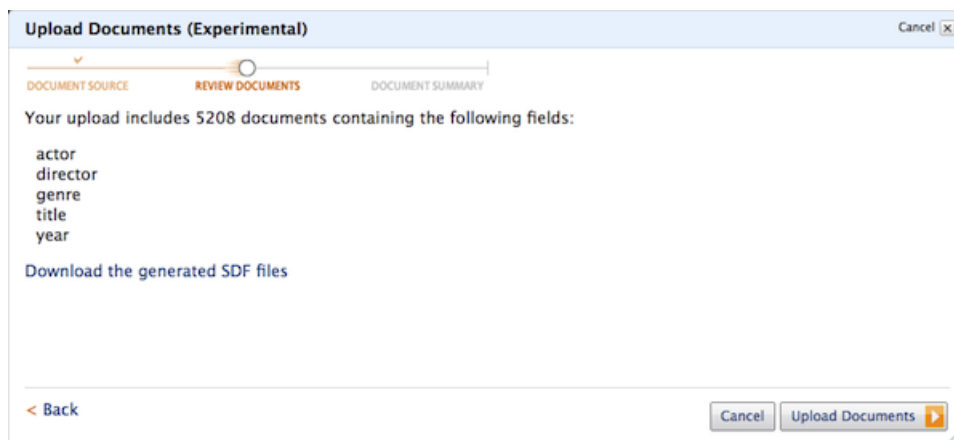 Upload Documents (Experimental)
Cancel x
DOCUMENT SOURCE REVIEW DOCUMENTS DOCUMENT SUMMARY
Your upload includes 5208 documents containing the following fields:
actor
director
genre
title
year
Download the generated SDF files
< Back
Cancel Upload Documents